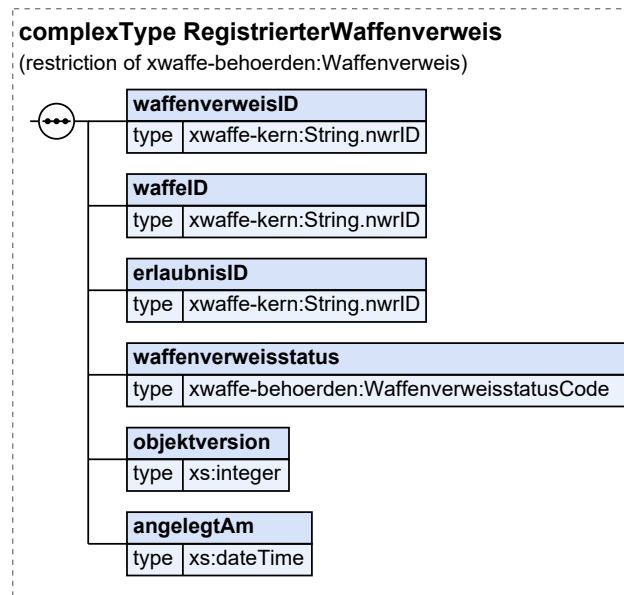 complexType RegistrierterWaffenverweis
(restriction of xwaffe-behoerden:Waffenverweis)
waffenverweisID
type xwaffe-kern:String.nwrID
waffeID
type xwaffe-kern:String.nwrID
erlaubnisID
type xwaffe-kern:String.nwrID
waffenverweisstatus
type xwaffe-behoerden:WaffenverweisstatusCode
objektversion
type xs:integer
angelegtAm
type xs:dateTime